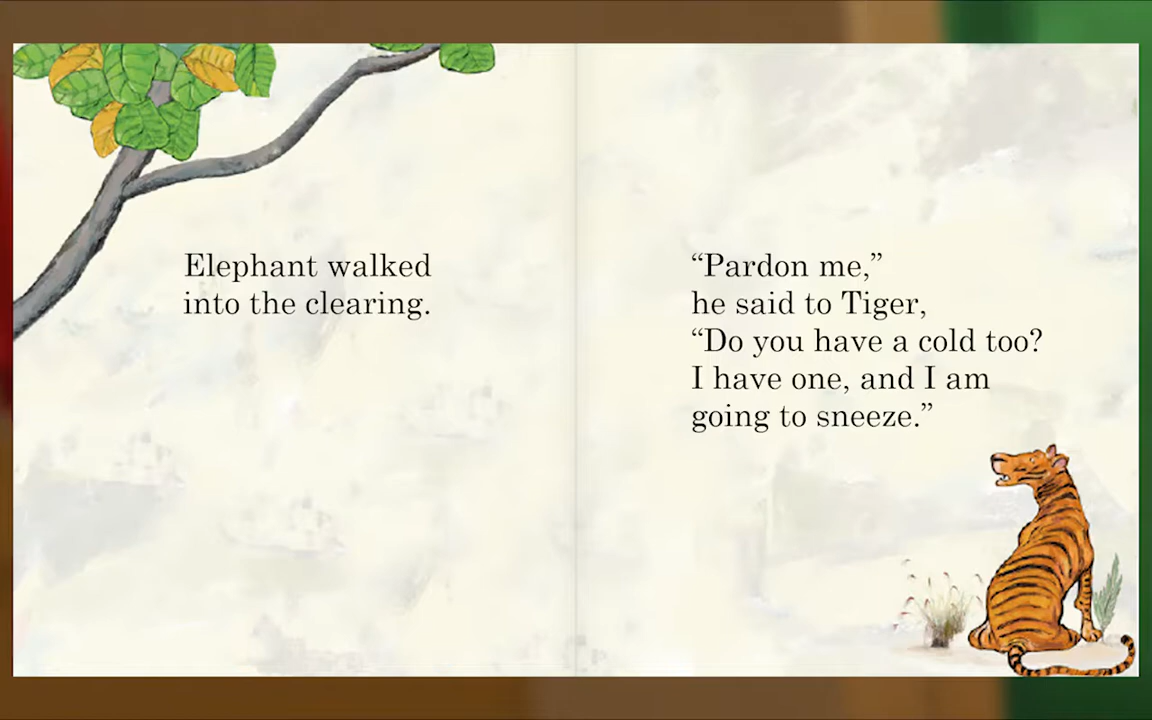 Elephant walked
into the clearing.
“Pardon me,”
he said to Tiger,
“Do you have a cold too?
I have one, and I am
going to sneeze.”